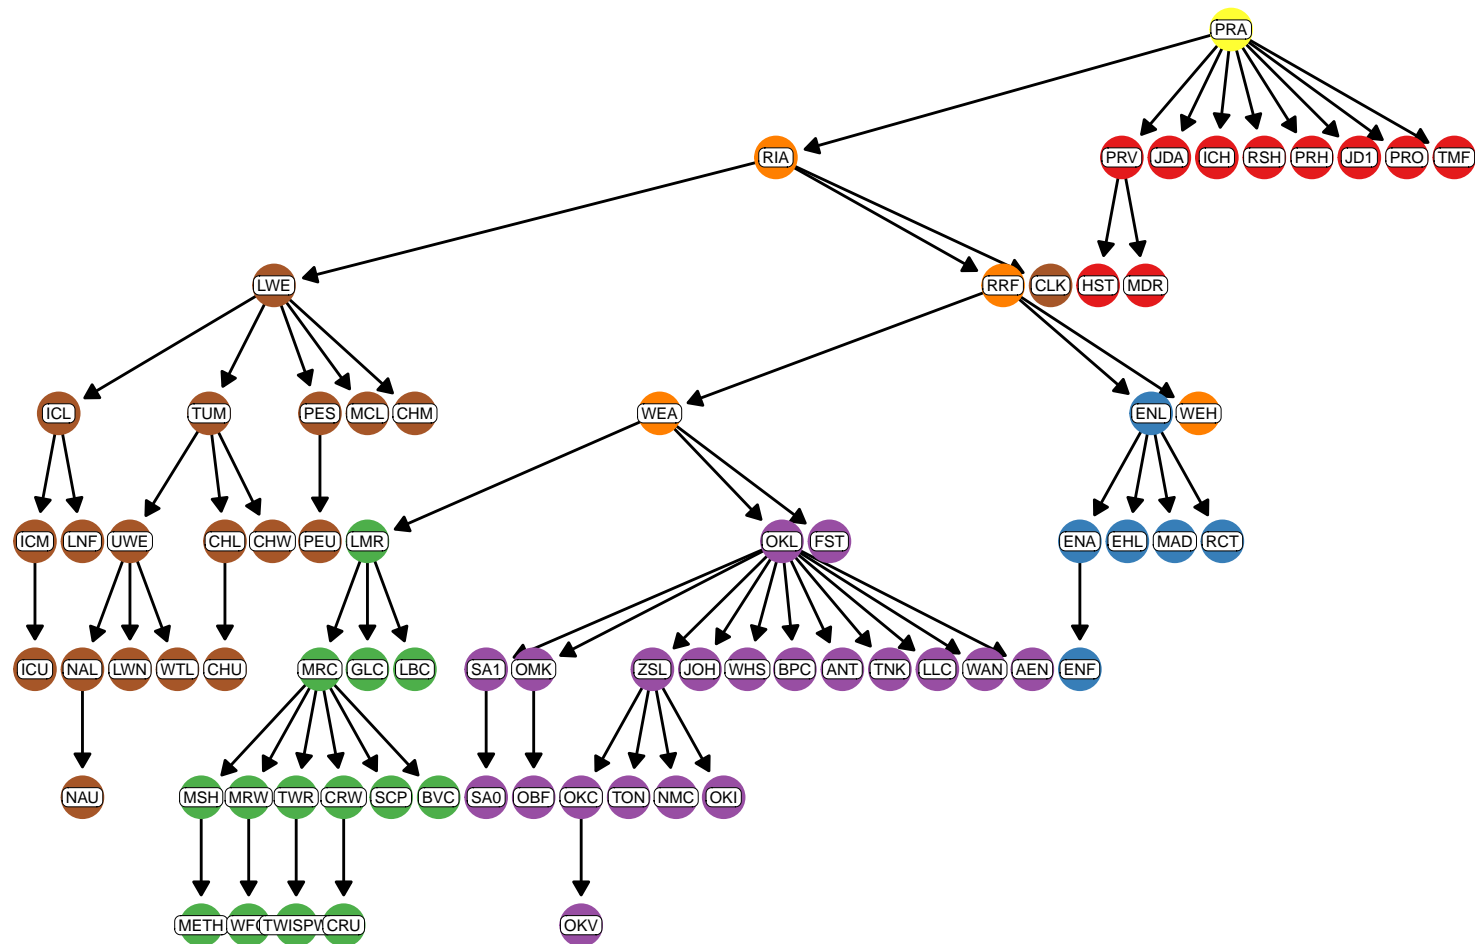 PRA
RIA PRV JDA ICH RSH PRH JD1 PRO TMF
LWE RRF CLK HST MDR
ICL TUM PES MCL CHM WEA ENL WEH
ICM LNF UWE CHL CHW PEU LMR OKL FST ENA EHL MAD RCT
ICU NAL LWN WTL CHU MRC GLC LBC SA1 OMK ZSL JOH WHS BPC ANT TNK LLC WAN AEN ENF
NAU MSH MRW TWR CRW SCP BVC SA0 OBF OKC TON NMC OKI
METH CRU OKV